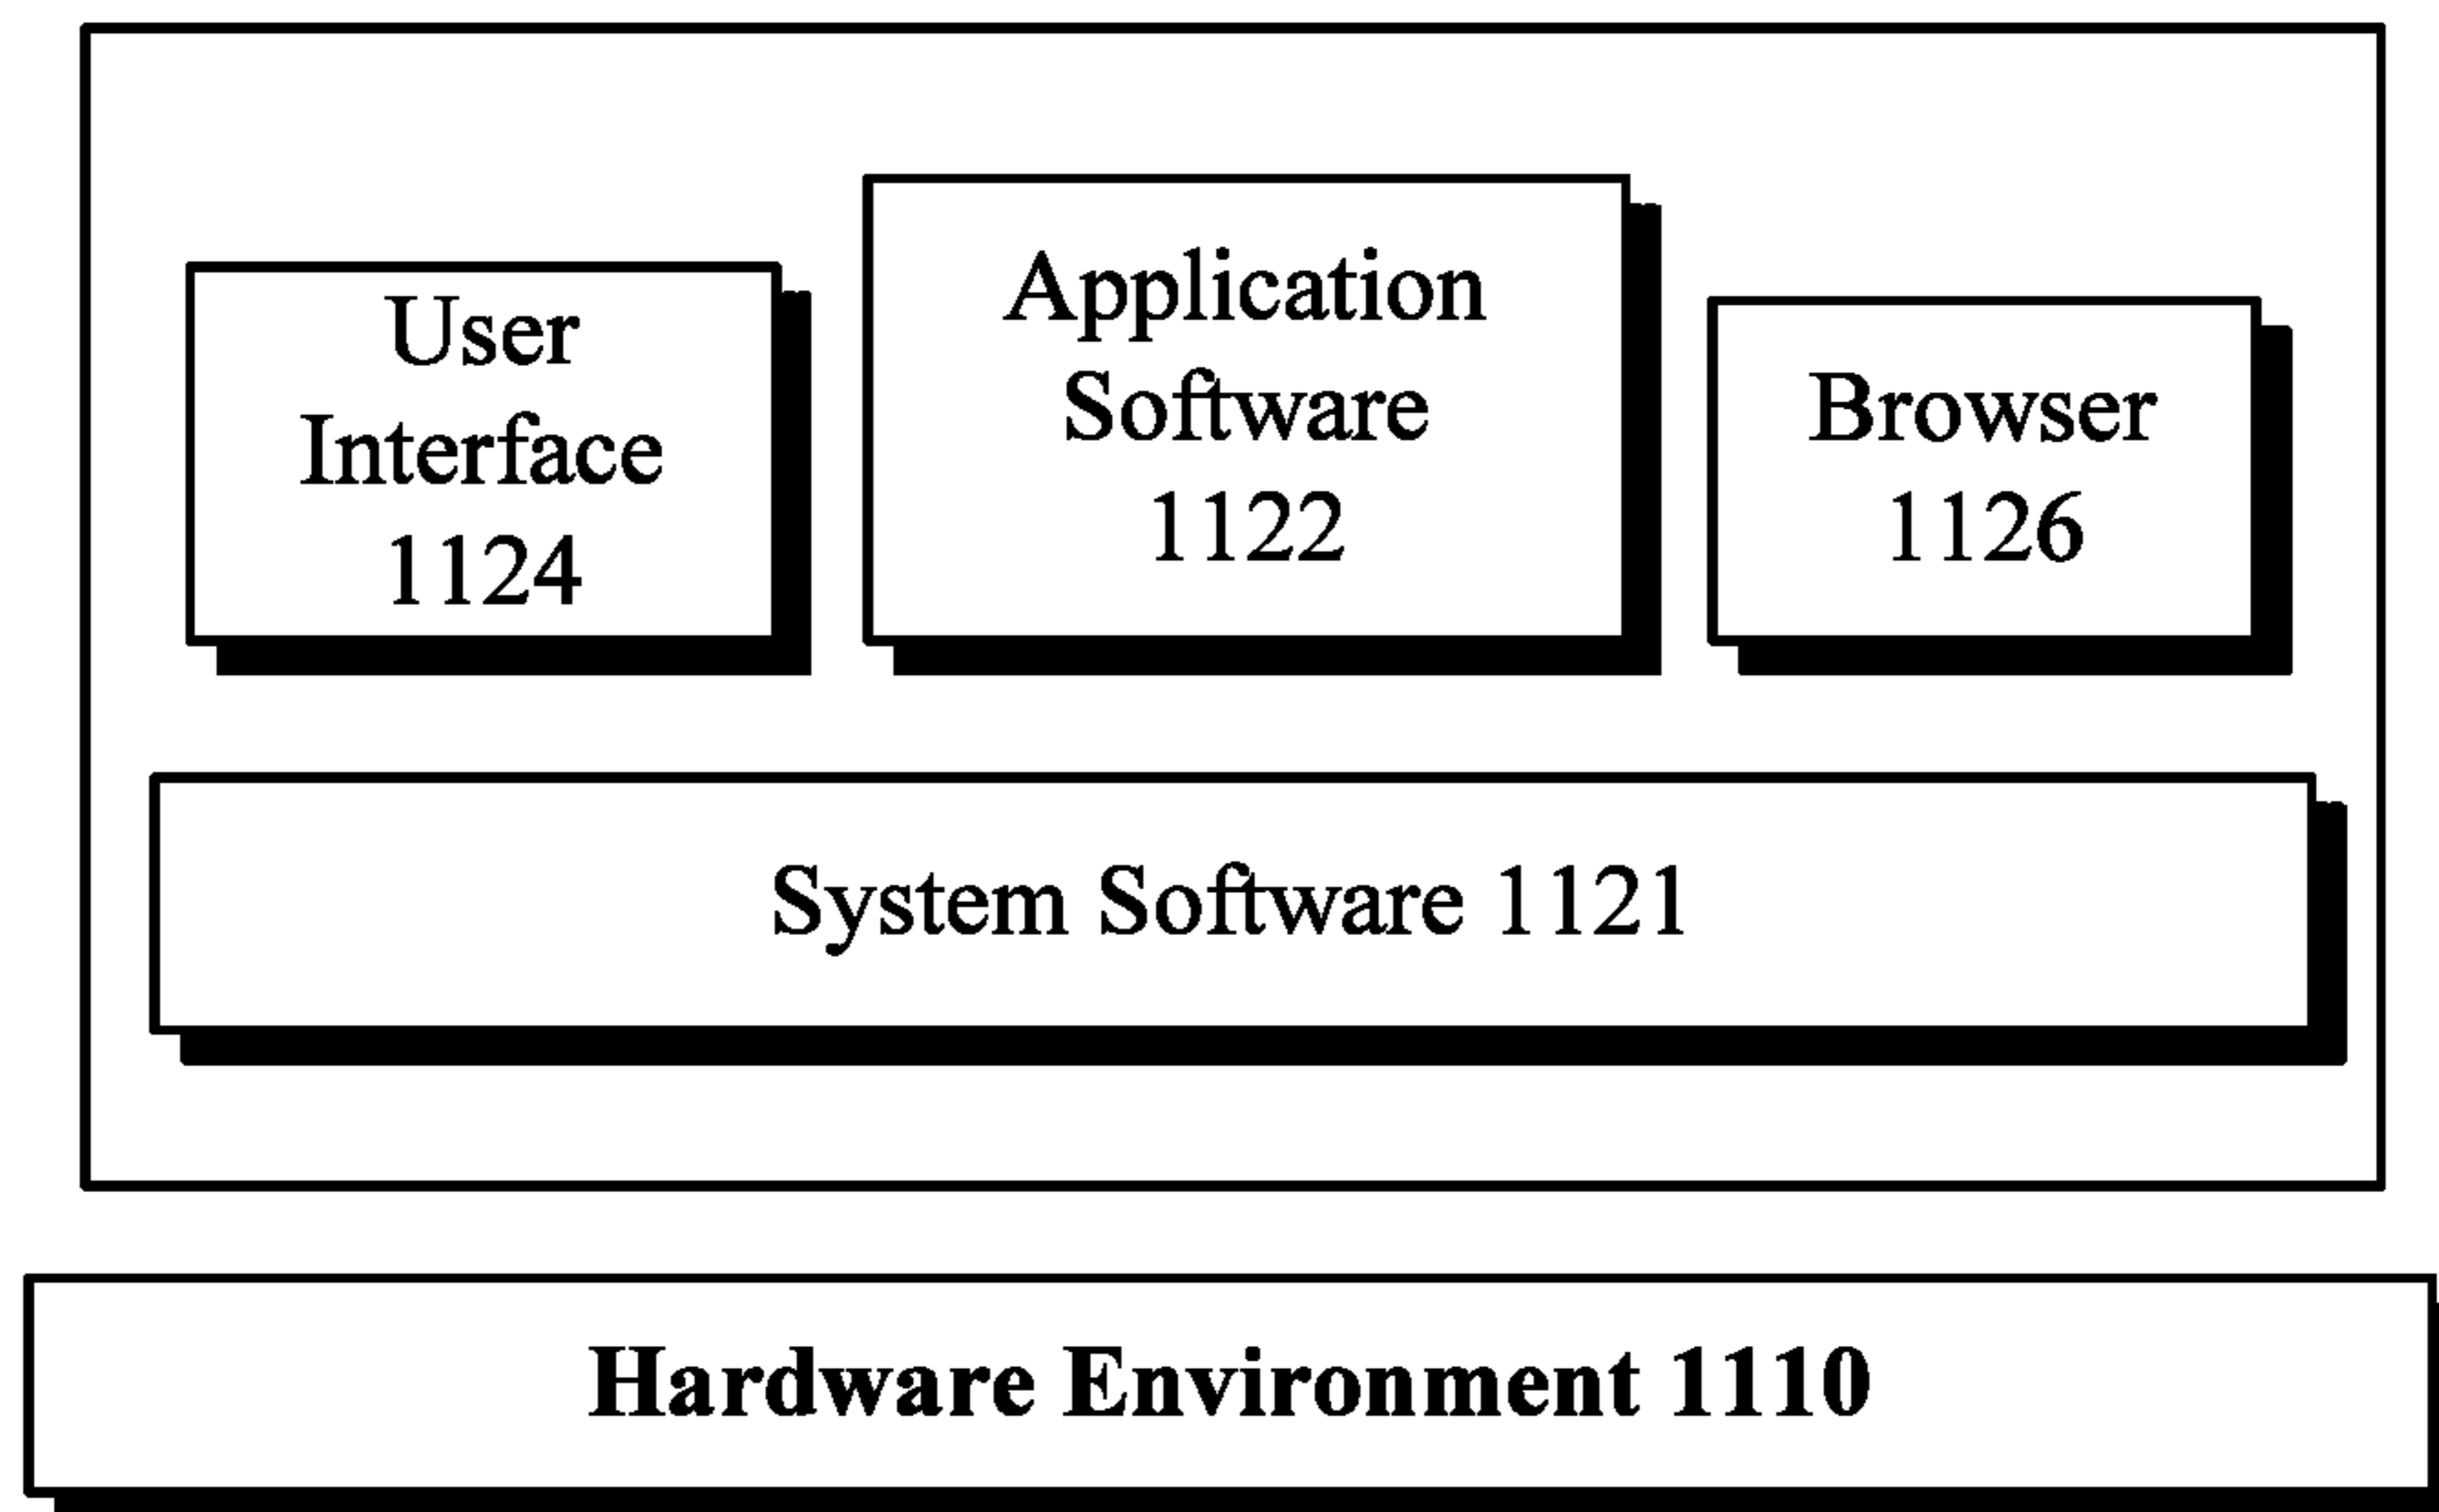 User
Interface
1124
Application
Software
1122
Browser
1126
System Software 1121
Hardware Environment 1110